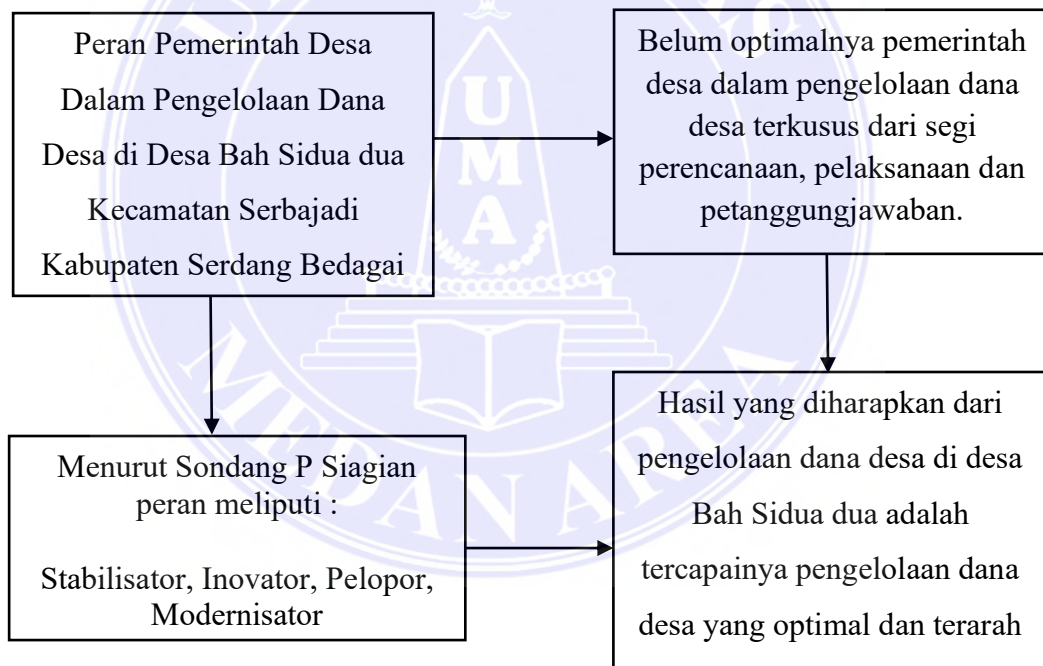 Peran Pemerintah Desa
Dalam Pengelolaan Dana
Desa di Desa Bah Sidua dua
Kecamatan Serbajadi
Kabupaten Serdang Bedagai
Belum optimalnya pemerintah
desa dalam pengelolaan dana
desa terkusus dari segi
perencanaan, pelaksanaan dan
petanggungjawaban.
Menurut Sondang P Siagian
peran meliputi :
Stabilisator, Inovator, Pelopor,
Modernisator
Hasil yang diharapkan dari
pengelolaan dana desa di desa
Bah Sidua dua adalah
tercapainya pengelolaan dana
desa yang optimal dan terarah
UMA
MEDAN AREA